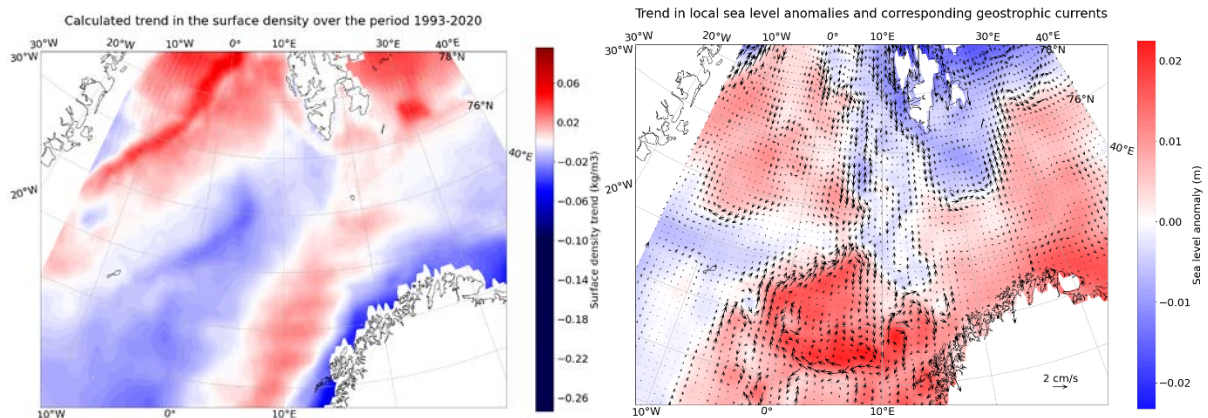 Calculated trend in the surface density over the period 1993-2020
30°W 20°W 10°W 0° 10°E 20°E 30°E 40°E
30°W
78°N
76°N
40°E
20°W
10°W 0° 10°E
0.06
0.02
−0.02
−0.06
−0.10
−0.14
−0.18
−0.22
−0.26
Surface density trend (kg/m3)
Trend in local sea level anomalies and corresponding geostrophic currents
30°W 20°W 10°W 0° 10°E 20°E 30°E 40°E
30°W
78°N
76°N
40°E
20°W
2 cm/s
10°W 0° 10°E
0.02
0.01
0.00
−0.01
−0.02
Sea level anomaly (m)